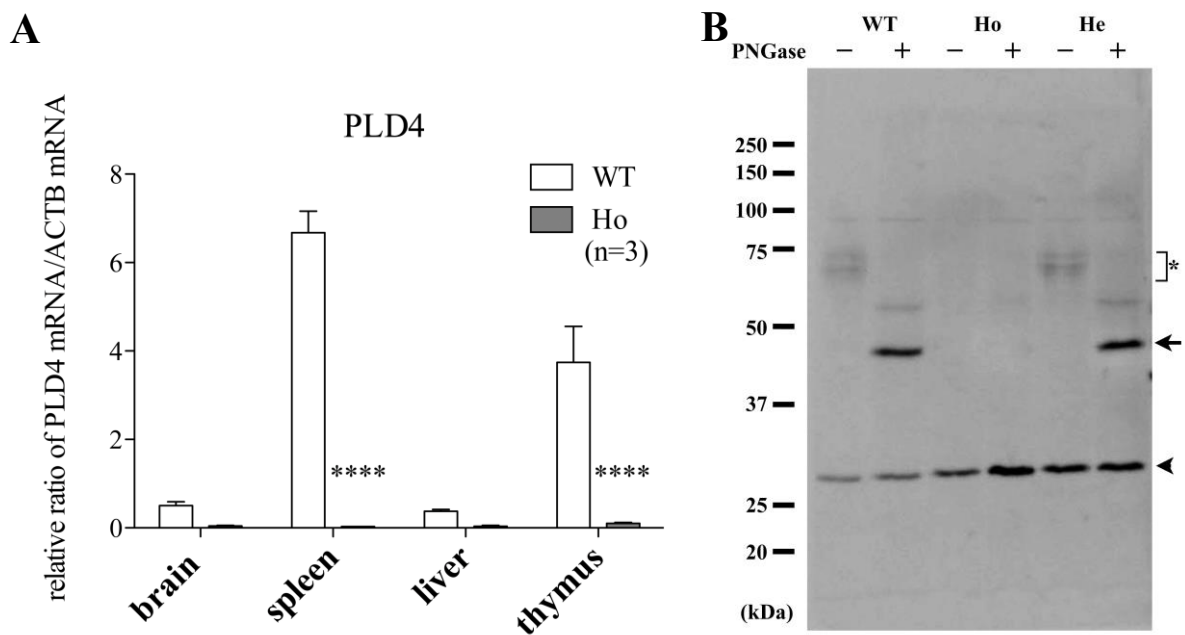 A
PLD4
relative ratio of PLD4 mRNA/ACTB mRNA
8
6
4
2
0
WT
Ho
(n=3)
****
****
brain
spleen
liver
thymus
B
WT Ho He
PNGase − + − + − +
250
150
100
75
50
37
25
20
(kDa)
*